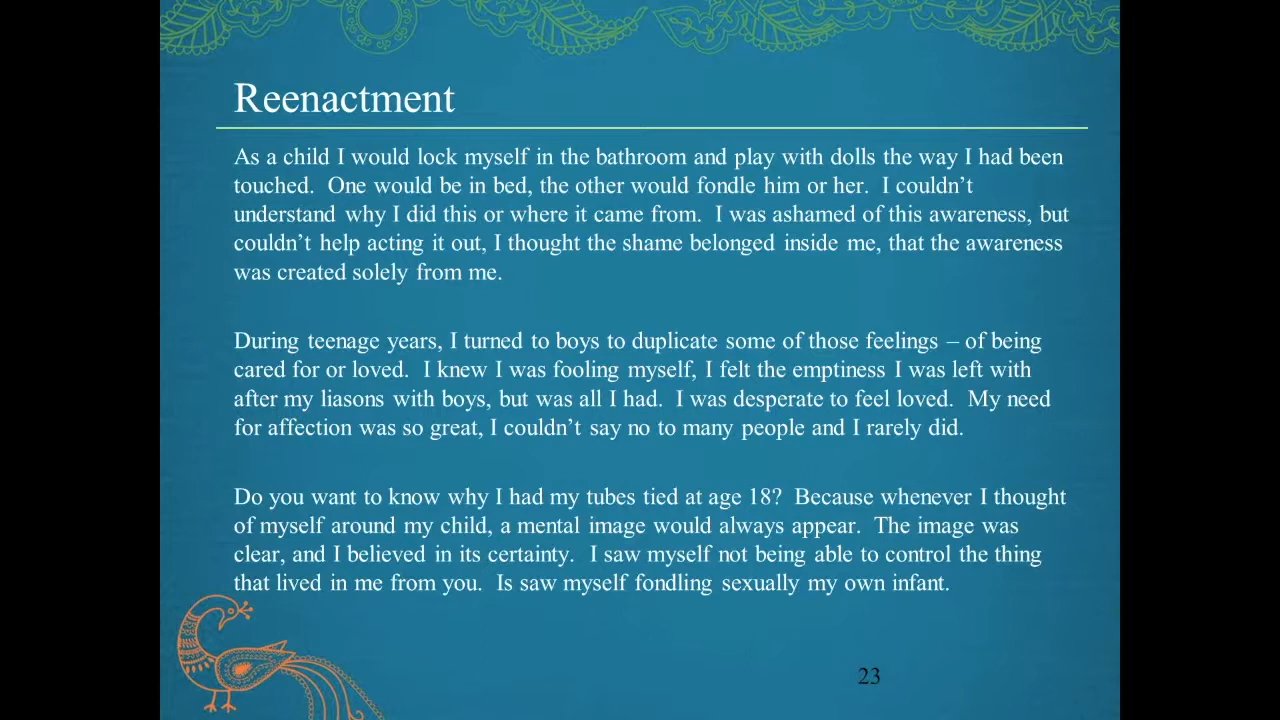 Reenactment
As a child I would lock myself in the bathroom and play with dolls the way I had been
touched.  One would be in bed, the other would fondle him or her.  I couldn’t
understand why I did this or where it came from.  I was ashamed of this awareness, but
couldn’t help acting it out, I thought the shame belonged inside me, that the awareness
was created solely from me.
During teenage years, I turned to boys to duplicate some of those feelings – of being
cared for or loved.  I knew I was fooling myself, I felt the emptiness I was left with
after my liasons with boys, but was all I had.  I was desperate to feel loved.  My need
for affection was so great, I couldn’t say no to many people and I rarely did.
Do you want to know why I had my tubes tied at age 18?  Because whenever I thought
of myself around my child, a mental image would always appear.  The image was
clear, and I believed in its certainty.  I saw myself not being able to control the thing
that lived in me from you.  Is saw myself fondling sexually my own infant.
23